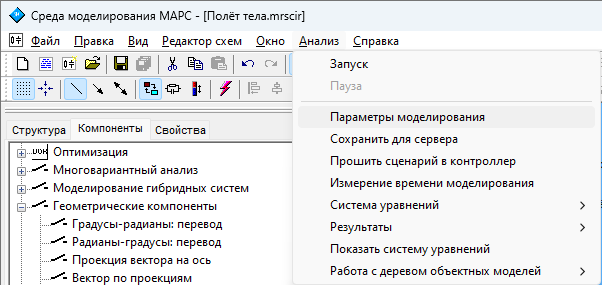 Среда моделирования МАРС - [Полёт тела.mrscir]
Файл Правка Вид Редактор схем Окно Анализ Справка
Запуск
Пауза
Параметры моделирования
Сохранить для сервера
Прошить сценарий в контроллер
Измерение времени моделирования
Система уравнений
Результаты
Показать систему уравнений
Работа с деревом объектных моделей
Структура Компоненты Свойства
Оптимизация
Многовариантный анализ
Моделирование гибридных систем
Геометрические компоненты
Градусы-радианы: перевод
Радианы-градусы: перевод
Проекция вектора на ось
Вектор по проекциям